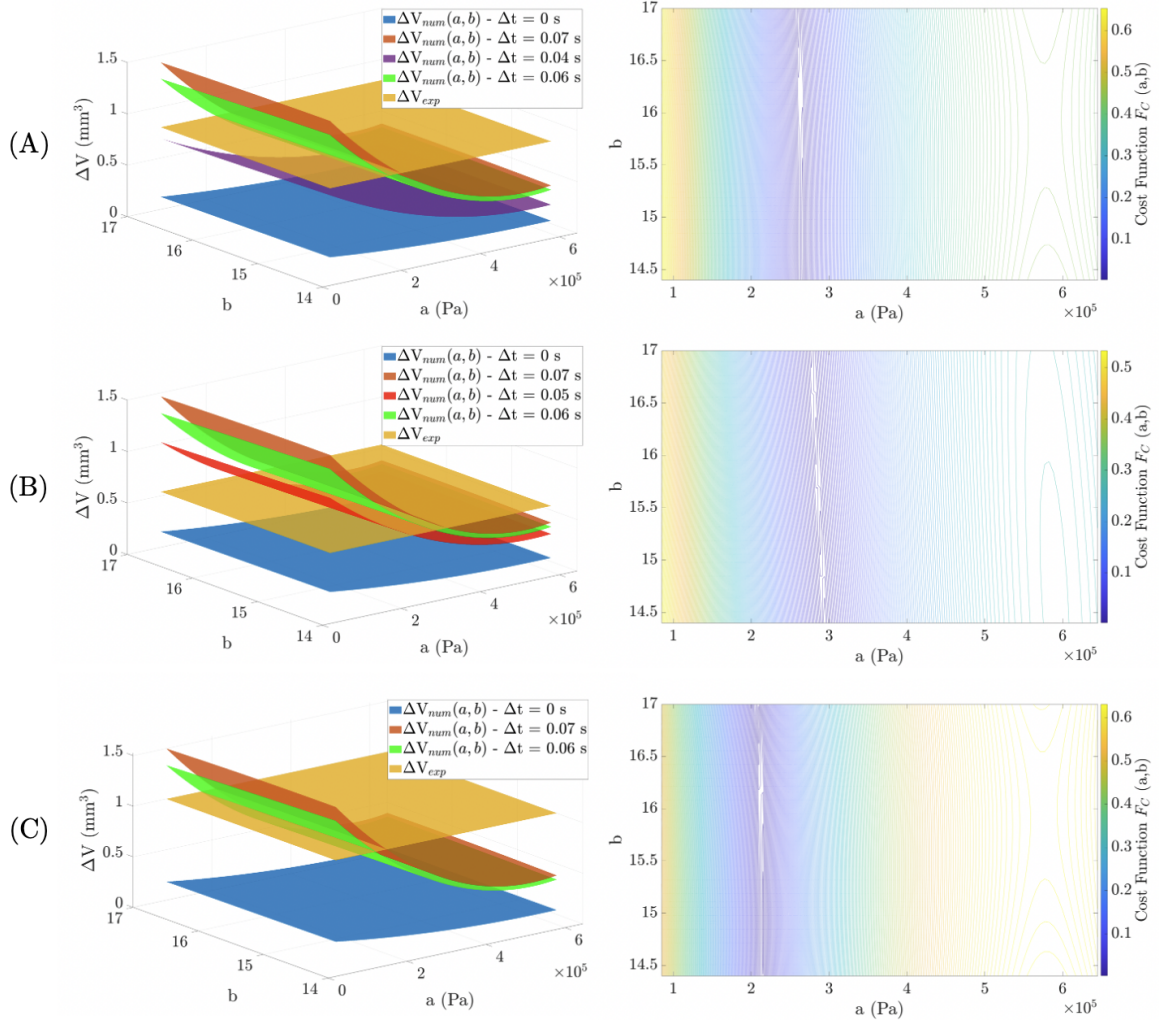 (A)
ΔV_num(a, b) - Δt = 0 s
ΔV_num(a, b) - Δt = 0.07 s
ΔV_num(a, b) - Δt = 0.04 s
ΔV_num(a, b) - Δt = 0.06 s
ΔV_exp
ΔV (mm³)
1.5
1
0.5
0
17
16
15
14
b
0
2
4
6
×10⁵
a (Pa)
17
16.5
16
15.5
15
14.5
b
1
2
3
4
5
6
×10⁵
a (Pa)
0.6
0.5
0.4
0.3
0.2
0.1
Cost Function F_C (a,b)
(B)
ΔV_num(a, b) - Δt = 0 s
ΔV_num(a, b) - Δt = 0.07 s
ΔV_num(a, b) - Δt = 0.05 s
ΔV_num(a, b) - Δt = 0.06 s
ΔV_exp
ΔV (mm³)
1.5
1
0.5
0
17
16
15
14
b
0
2
4
6
×10⁵
a (Pa)
17
16.5
16
15.5
15
14.5
b
1
2
3
4
5
6
×10⁵
a (Pa)
0.5
0.4
0.3
0.2
0.1
Cost Function F_C (a,b)
(C)
ΔV_num(a, b) - Δt = 0 s
ΔV_num(a, b) - Δt = 0.07 s
ΔV_num(a, b) - Δt = 0.06 s
ΔV_exp
ΔV (mm³)
1.5
1
0.5
0
17
16
15
14
b
0
2
4
6
×10⁵
a (Pa)
17
16.5
16
15.5
15
14.5
b
1
2
3
4
5
6
×10⁵
a (Pa)
0.6
0.5
0.4
0.3
0.2
0.1
Cost Function F_C (a,b)